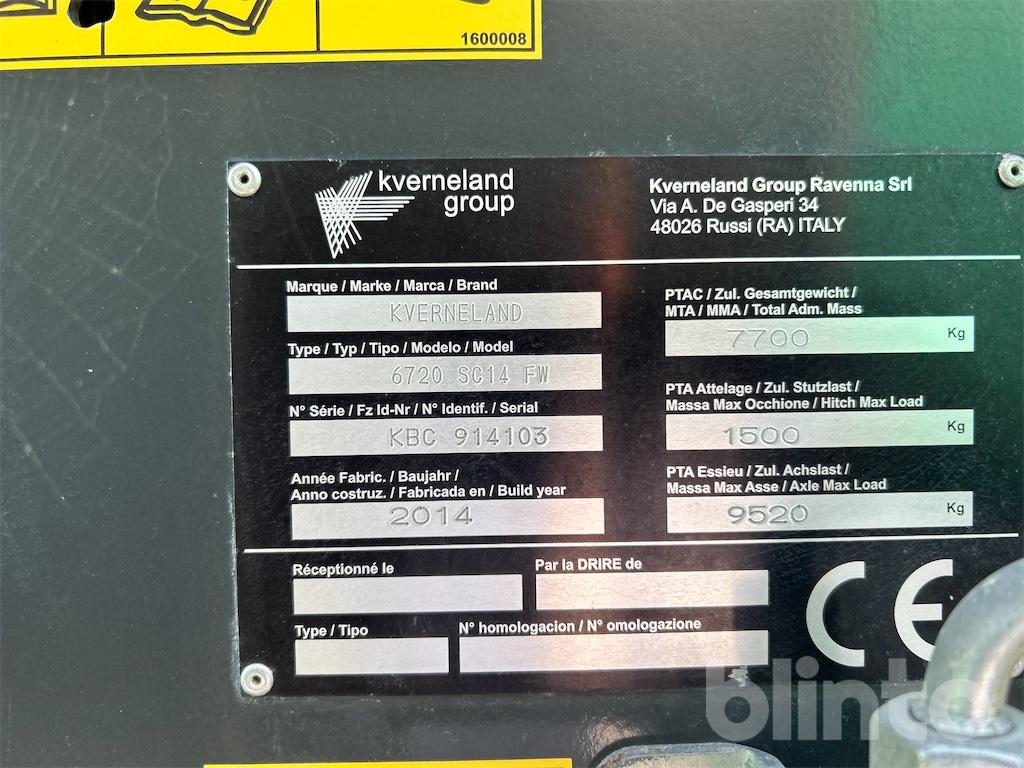 1600008
kverneland
group
Kverneland Group Ravenna Srl
Via A. De Gasperi 34
48026 Russi (RA) ITALY
Marque / Marke / Marca / Brand
KVERNELAND
Type / Typ / Tipo / Modelo / Model
6720 SC14 FW
N° Série / Fz Id-Nr / N° Identif. / Serial
KBC 914103
Année Fabric. / Baujahr /
Anno costruz. / Fabricada en / Build year
2014
PTAC / Zul. Gesamtgewicht /
MTA / MMA / Total Adm. Mass
7700 Kg
PTA Attelage / Zul. Stutzlast /
Massa Max Occhione / Hitch Max Load
1500 Kg
PTA Essieu / Zul. Achslast /
Massa Max Asse / Axle Max Load
9520 Kg
Réceptionné le
Par la DRIRE de
Type / Tipo
N° homologacion / N° omologazione
CE
blinto